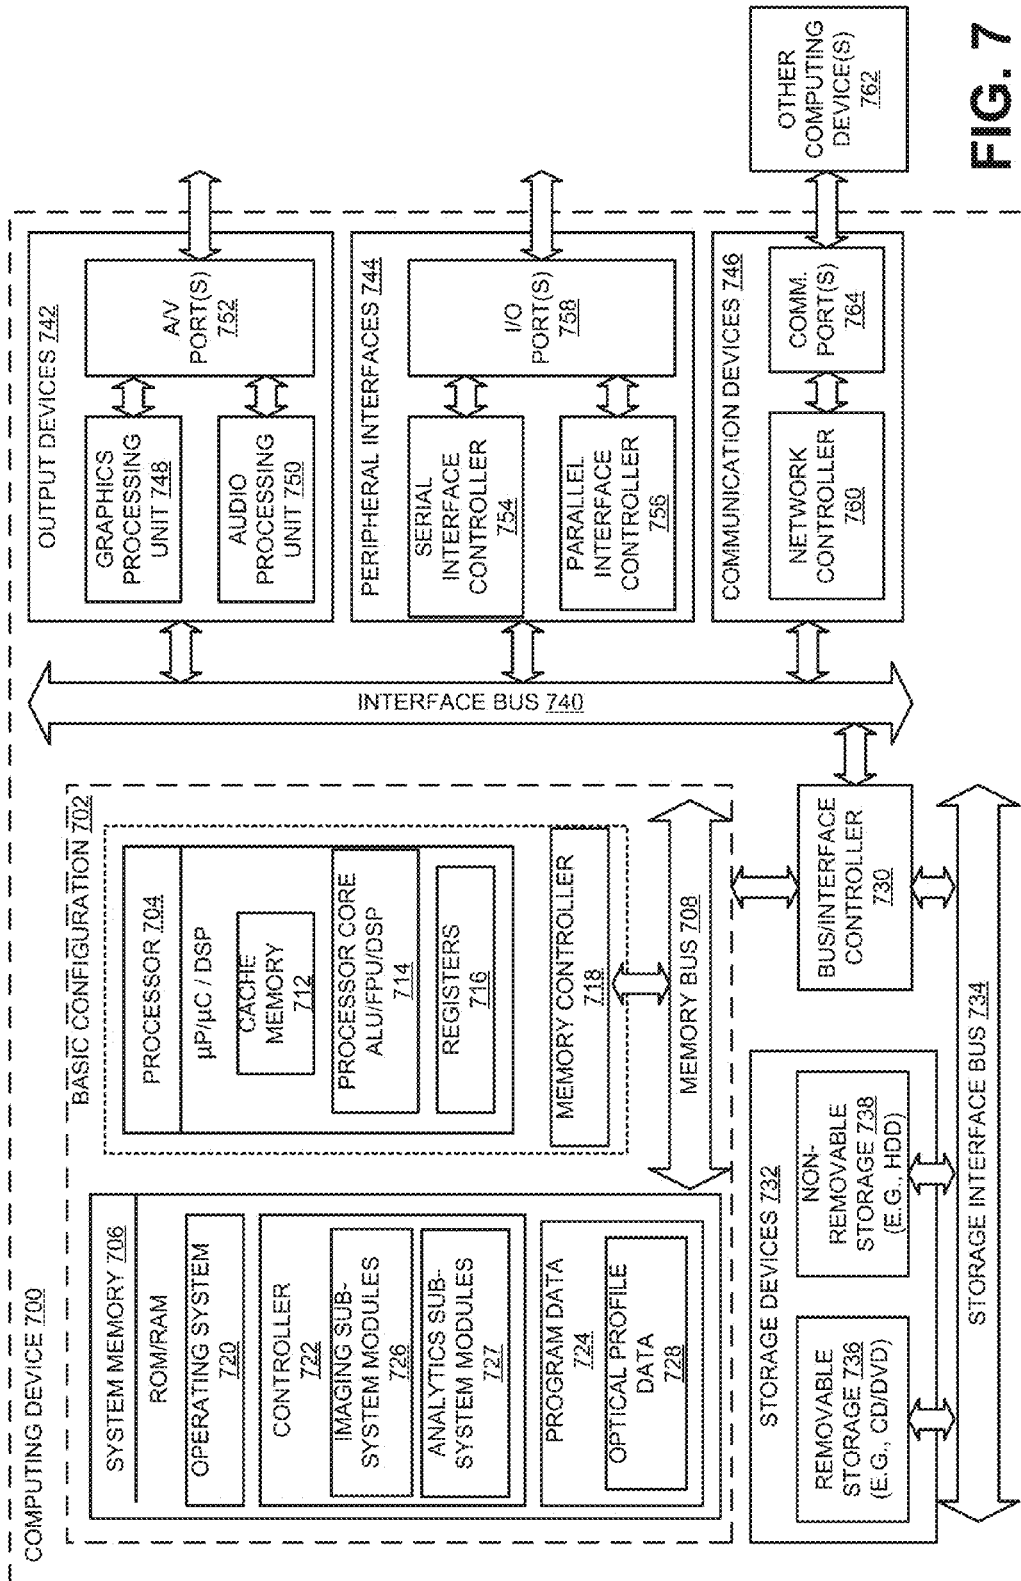 COMPUTING DEVICE 700
BASIC CONFIGURATION 702
SYSTEM MEMORY 706
ROM/RAM
OPERATING SYSTEM
720
CONTROLLER
722
IMAGING SUB-
SYSTEM MODULES
726
ANALYTICS SUB-
SYSTEM MODULES
727
PROGRAM DATA
724
OPTICAL PROFILE
DATA
728
PROCESSOR 704
µP/µC / DSP
CACHE
MEMORY
712
PROCESSOR CORE
ALU/FPU/DSP
714
REGISTERS
716
MEMORY CONTROLLER
718
MEMORY BUS 708
STORAGE DEVICES 732
REMOVABLE
STORAGE 736
(E.G., CD/DVD)
NON-
REMOVABLE
STORAGE 738
(E.G., HDD)
BUS/INTERFACE
CONTROLLER
730
STORAGE INTERFACE BUS 734
INTERFACE BUS 740
OUTPUT DEVICES 742
GRAPHICS
PROCESSING
UNIT 748
AUDIO
PROCESSING
UNIT 750
A/V
PORT(S)
752
PERIPHERAL INTERFACES 744
SERIAL
INTERFACE
CONTROLLER
754
PARALLEL
INTERFACE
CONTROLLER
756
I/O
PORT(S)
758
COMMUNICATION DEVICES 746
NETWORK
CONTROLLER
760
COMM.
PORT(S)
764
OTHER
COMPUTING
DEVICE(S)
762
FIG. 7